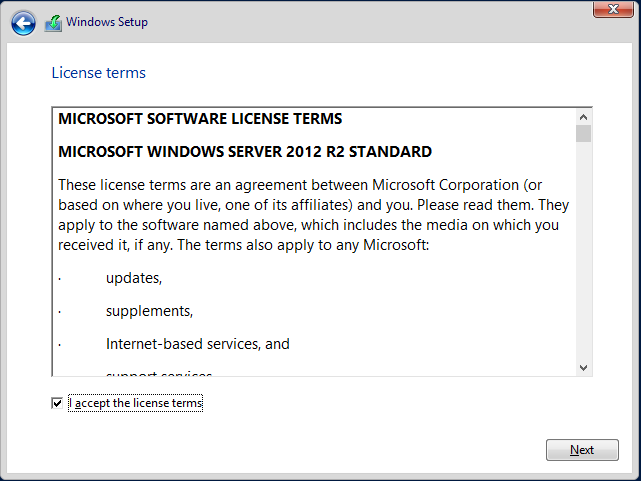 Windows Setup
License terms
MICROSOFT SOFTWARE LICENSE TERMS
MICROSOFT WINDOWS SERVER 2012 R2 STANDARD
These license terms are an agreement between Microsoft Corporation (or
based on where you live, one of its affiliates) and you. Please read them. They
apply to the software named above, which includes the media on which you
received it, if any. The terms also apply to any Microsoft:
· updates,
· supplements,
· Internet-based services, and
support services
I accept the license terms
Next